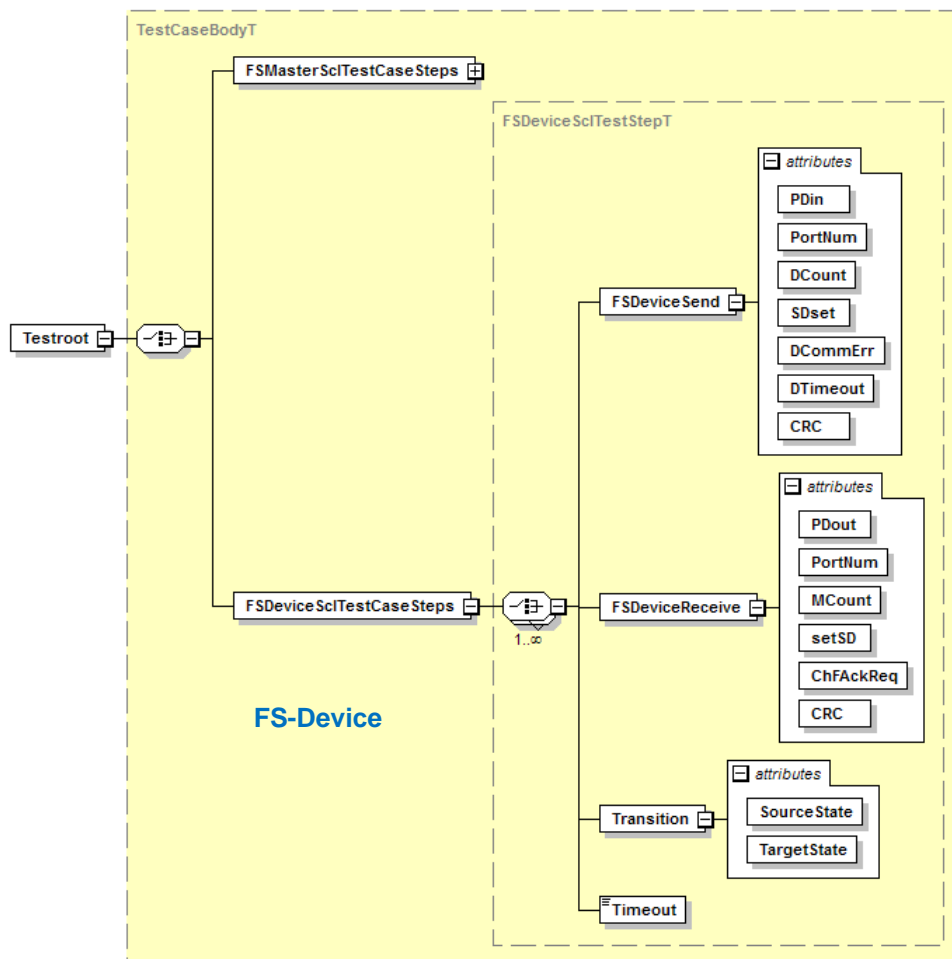 TestCaseBodyT
FSMasterSclTestCaseSteps
FSDeviceSclTestStepT
attributes
PDin
PortNum
DCount
FSDeviceSend
SDset
Testroot
DCommErr
DTimeout
CRC
attributes
PDout
PortNum
FSDeviceSclTestCaseSteps
1..∞
FSDeviceReceive
MCount
setSD
ChFAckReq
CRC
FS-Device
attributes
Transition
SourceState
TargetState
Timeout